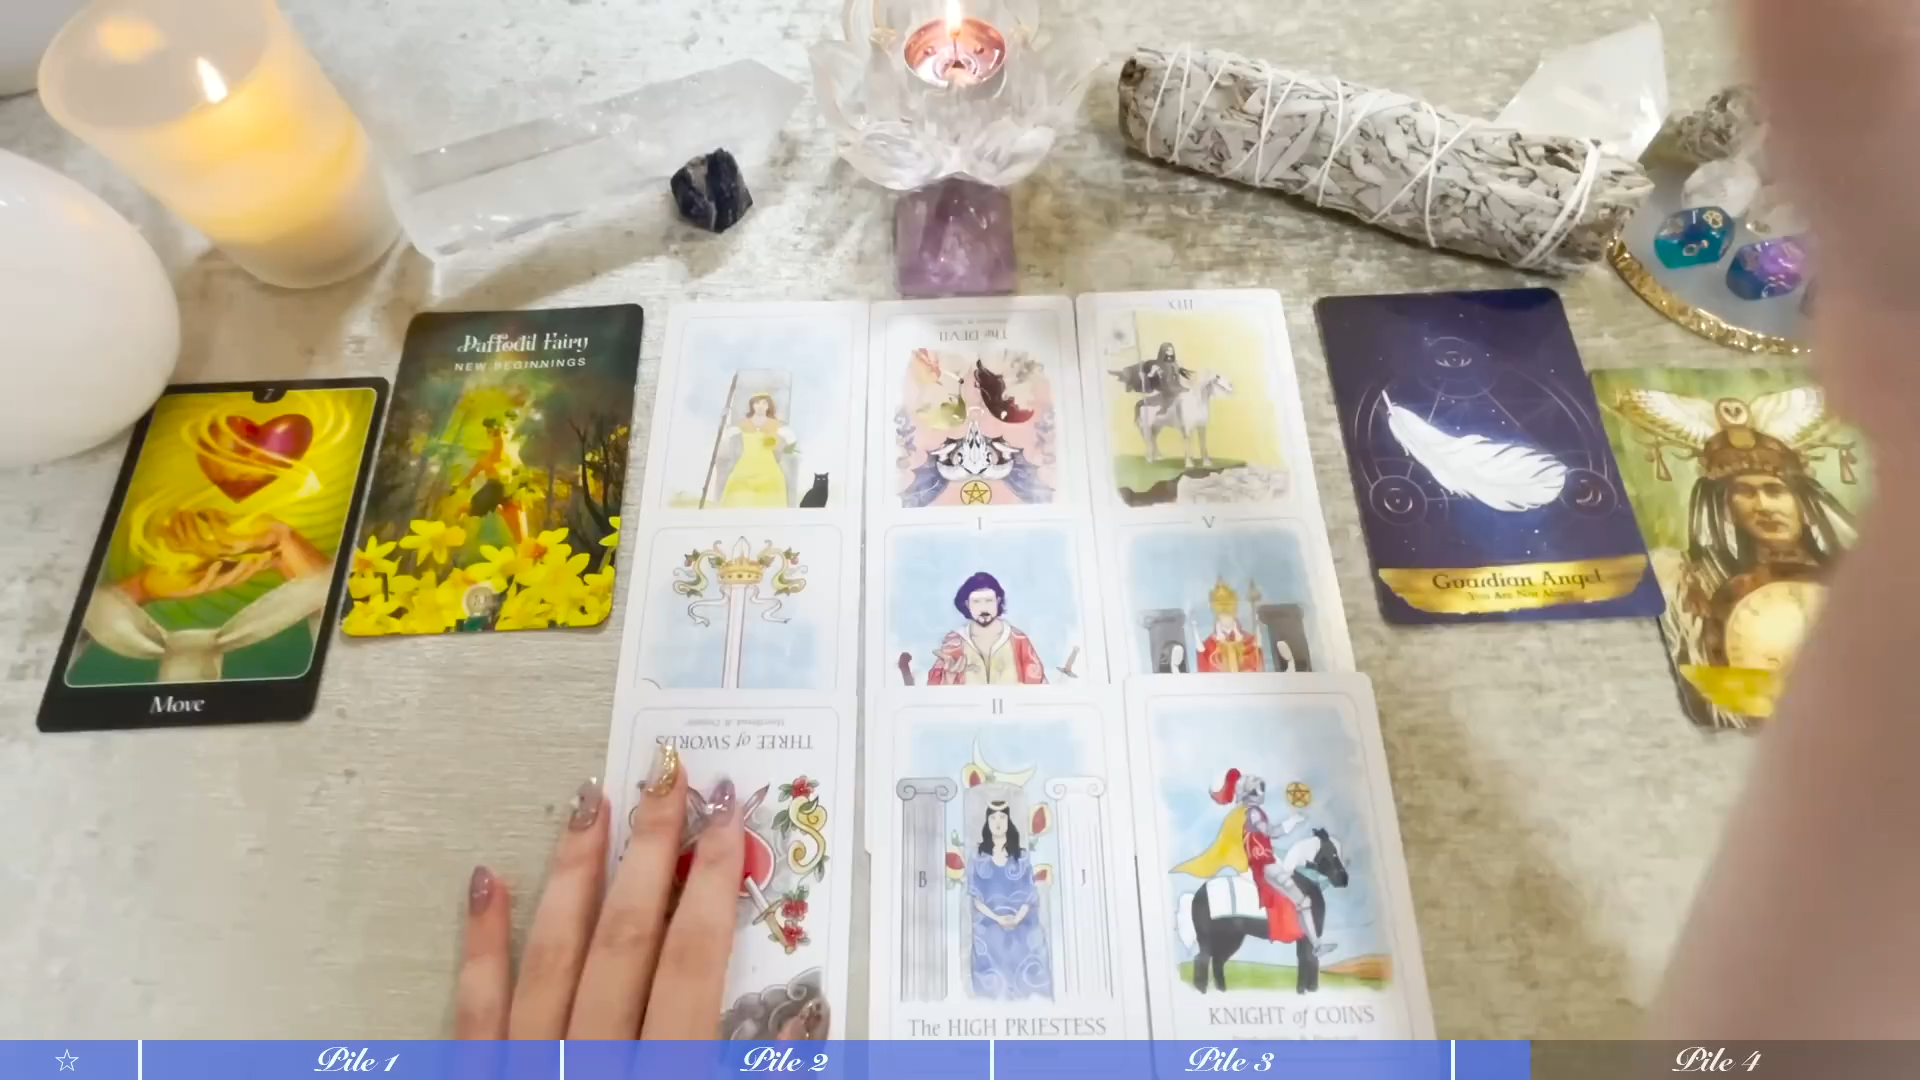 XIII
The DEVIL
Daffodil Fairy
NEW BEGINNINGS
7
I
V
Guardian Angel
You Are Not Alone
Move
II
THREE of SWORDS
B
J
The HIGH PRIESTESS
KNIGHT of COINS
☆
Pile 1
Pile 2
Pile 3
Pile 4